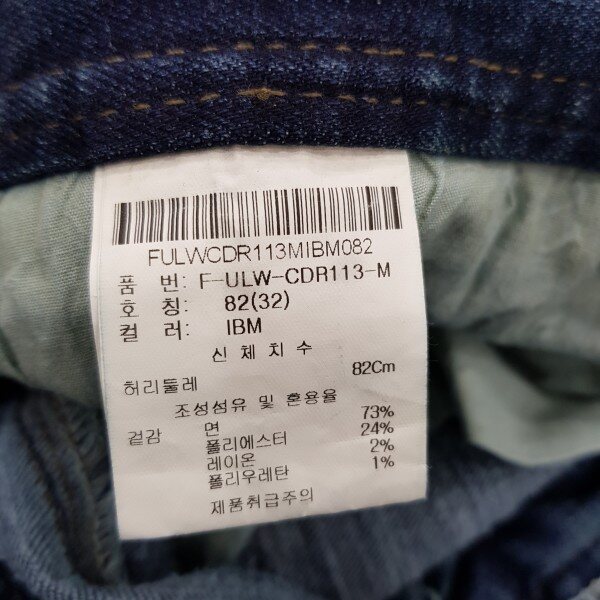 FULWCDR113MIBM082
품 번: F-ULW-CDR113-M
호 칭: 82(32)
컬 러: IBM
신 체 치 수
허리둘레 82Cm
조성섬유 및 혼용율
겉감 면 73%
폴리에스터 24%
레이온 2%
폴리우레탄 1%
제품취급주의